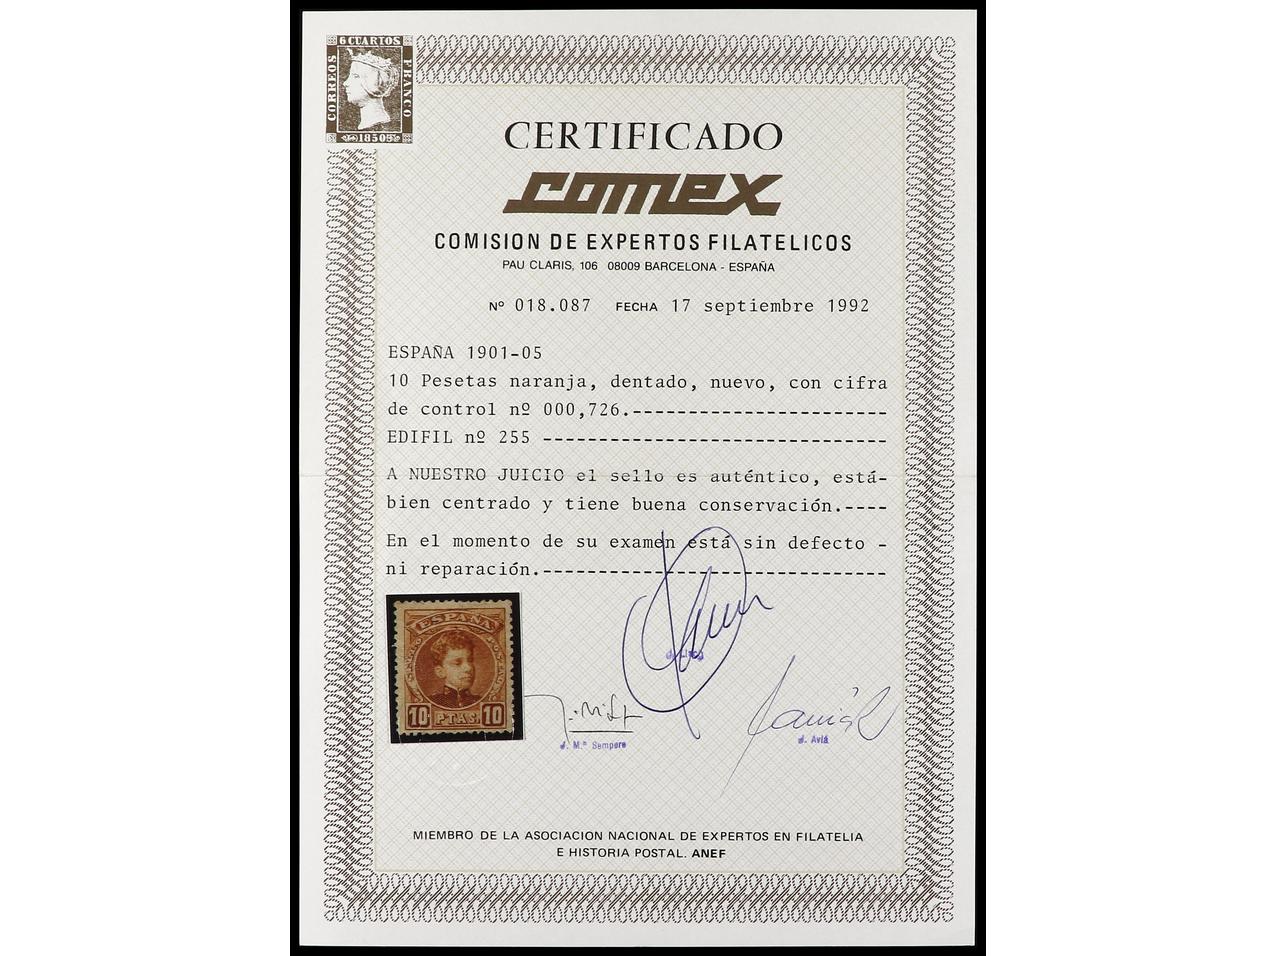 6 CUARTOS
CORREOS
FRANCO
1850
CERTIFICADO
comex
COMISION DE EXPERTOS FILATELICOS
PAU CLARIS, 106 08009 BARCELONA - ESPAÑA
Nº 018.087 FECHA 17 septiembre 1992
ESPAÑA 1901-05
10 Pesetas naranja, dentado, nuevo, con cifra
de control nº 000,726.-----------------------
EDIFIL nº 255 -------------------------------
A NUESTRO JUICIO el sello es auténtico, está-
bien centrado y tiene buena conservación.----
En el momento de su examen está sin defecto -
ni reparación.-------------------------------
ESPAÑA
10 PTAS. 10
J. M.ª Sempere
J. Aviá
MIEMBRO DE LA ASOCIACION NACIONAL DE EXPERTOS EN FILATELIA
E HISTORIA POSTAL. ANEF